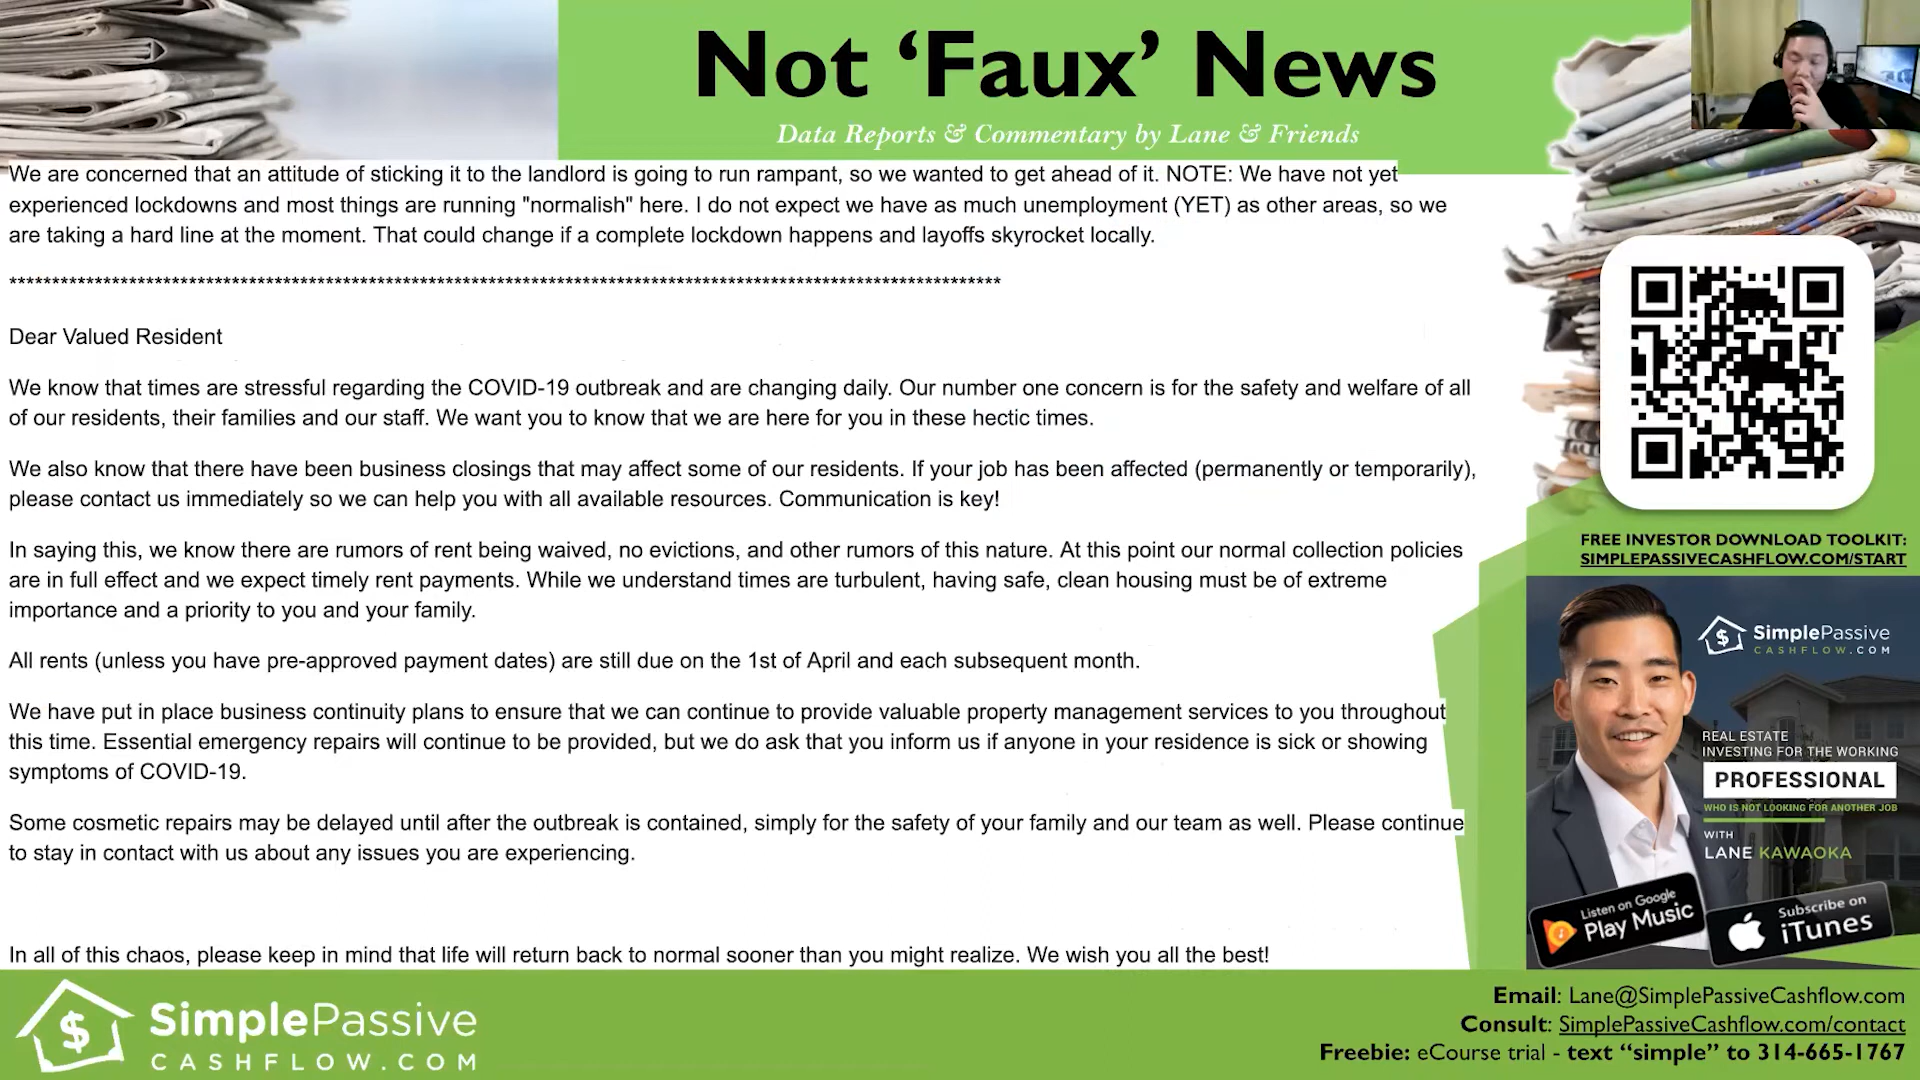 Not ‘Faux’ News
Data Reports & Commentary by Lane & Friends
We are concerned that an attitude of sticking it to the landlord is going to run rampant, so we wanted to get ahead of it. NOTE: We have not yet
experienced lockdowns and most things are running "normalish" here. I do not expect we have as much unemployment (YET) as other areas, so we
are taking a hard line at the moment. That could change if a complete lockdown happens and layoffs skyrocket locally.
******************************************************************************************************************************
Dear Valued Resident
We know that times are stressful regarding the COVID-19 outbreak and are changing daily. Our number one concern is for the safety and welfare of all
of our residents, their families and our staff. We want you to know that we are here for you in these hectic times.
We also know that there have been business closings that may affect some of our residents. If your job has been affected (permanently or temporarily),
please contact us immediately so we can help you with all available resources. Communication is key!
In saying this, we know there are rumors of rent being waived, no evictions, and other rumors of this nature. At this point our normal collection policies
are in full effect and we expect timely rent payments. While we understand times are turbulent, having safe, clean housing must be of extreme
importance and a priority to you and your family.
All rents (unless you have pre-approved payment dates) are still due on the 1st of April and each subsequent month.
We have put in place business continuity plans to ensure that we can continue to provide valuable property management services to you throughout
this time. Essential emergency repairs will continue to be provided, but we do ask that you inform us if anyone in your residence is sick or showing
symptoms of COVID-19.
Some cosmetic repairs may be delayed until after the outbreak is contained, simply for the safety of your family and our team as well. Please continue
to stay in contact with us about any issues you are experiencing.
In all of this chaos, please keep in mind that life will return back to normal sooner than you might realize. We wish you all the best!
FREE INVESTOR DOWNLOAD TOOLKIT:
SIMPLEPASSIVECASHFLOW.COM/START
$ SimplePassive
CASHFLOW.COM
REAL ESTATE
INVESTING FOR THE WORKING
PROFESSIONAL
WHO IS NOT LOOKING FOR ANOTHER JOB
WITH
LANE KAWAOKA
Listen on Google
Play Music
Subscribe on
iTunes
$ SimplePassive
CASHFLOW.COM
Email: Lane@SimplePassiveCashflow.com
Consult: SimplePassiveCashflow.com/contact
Freebie: eCourse trial - text “simple” to 314-665-1767